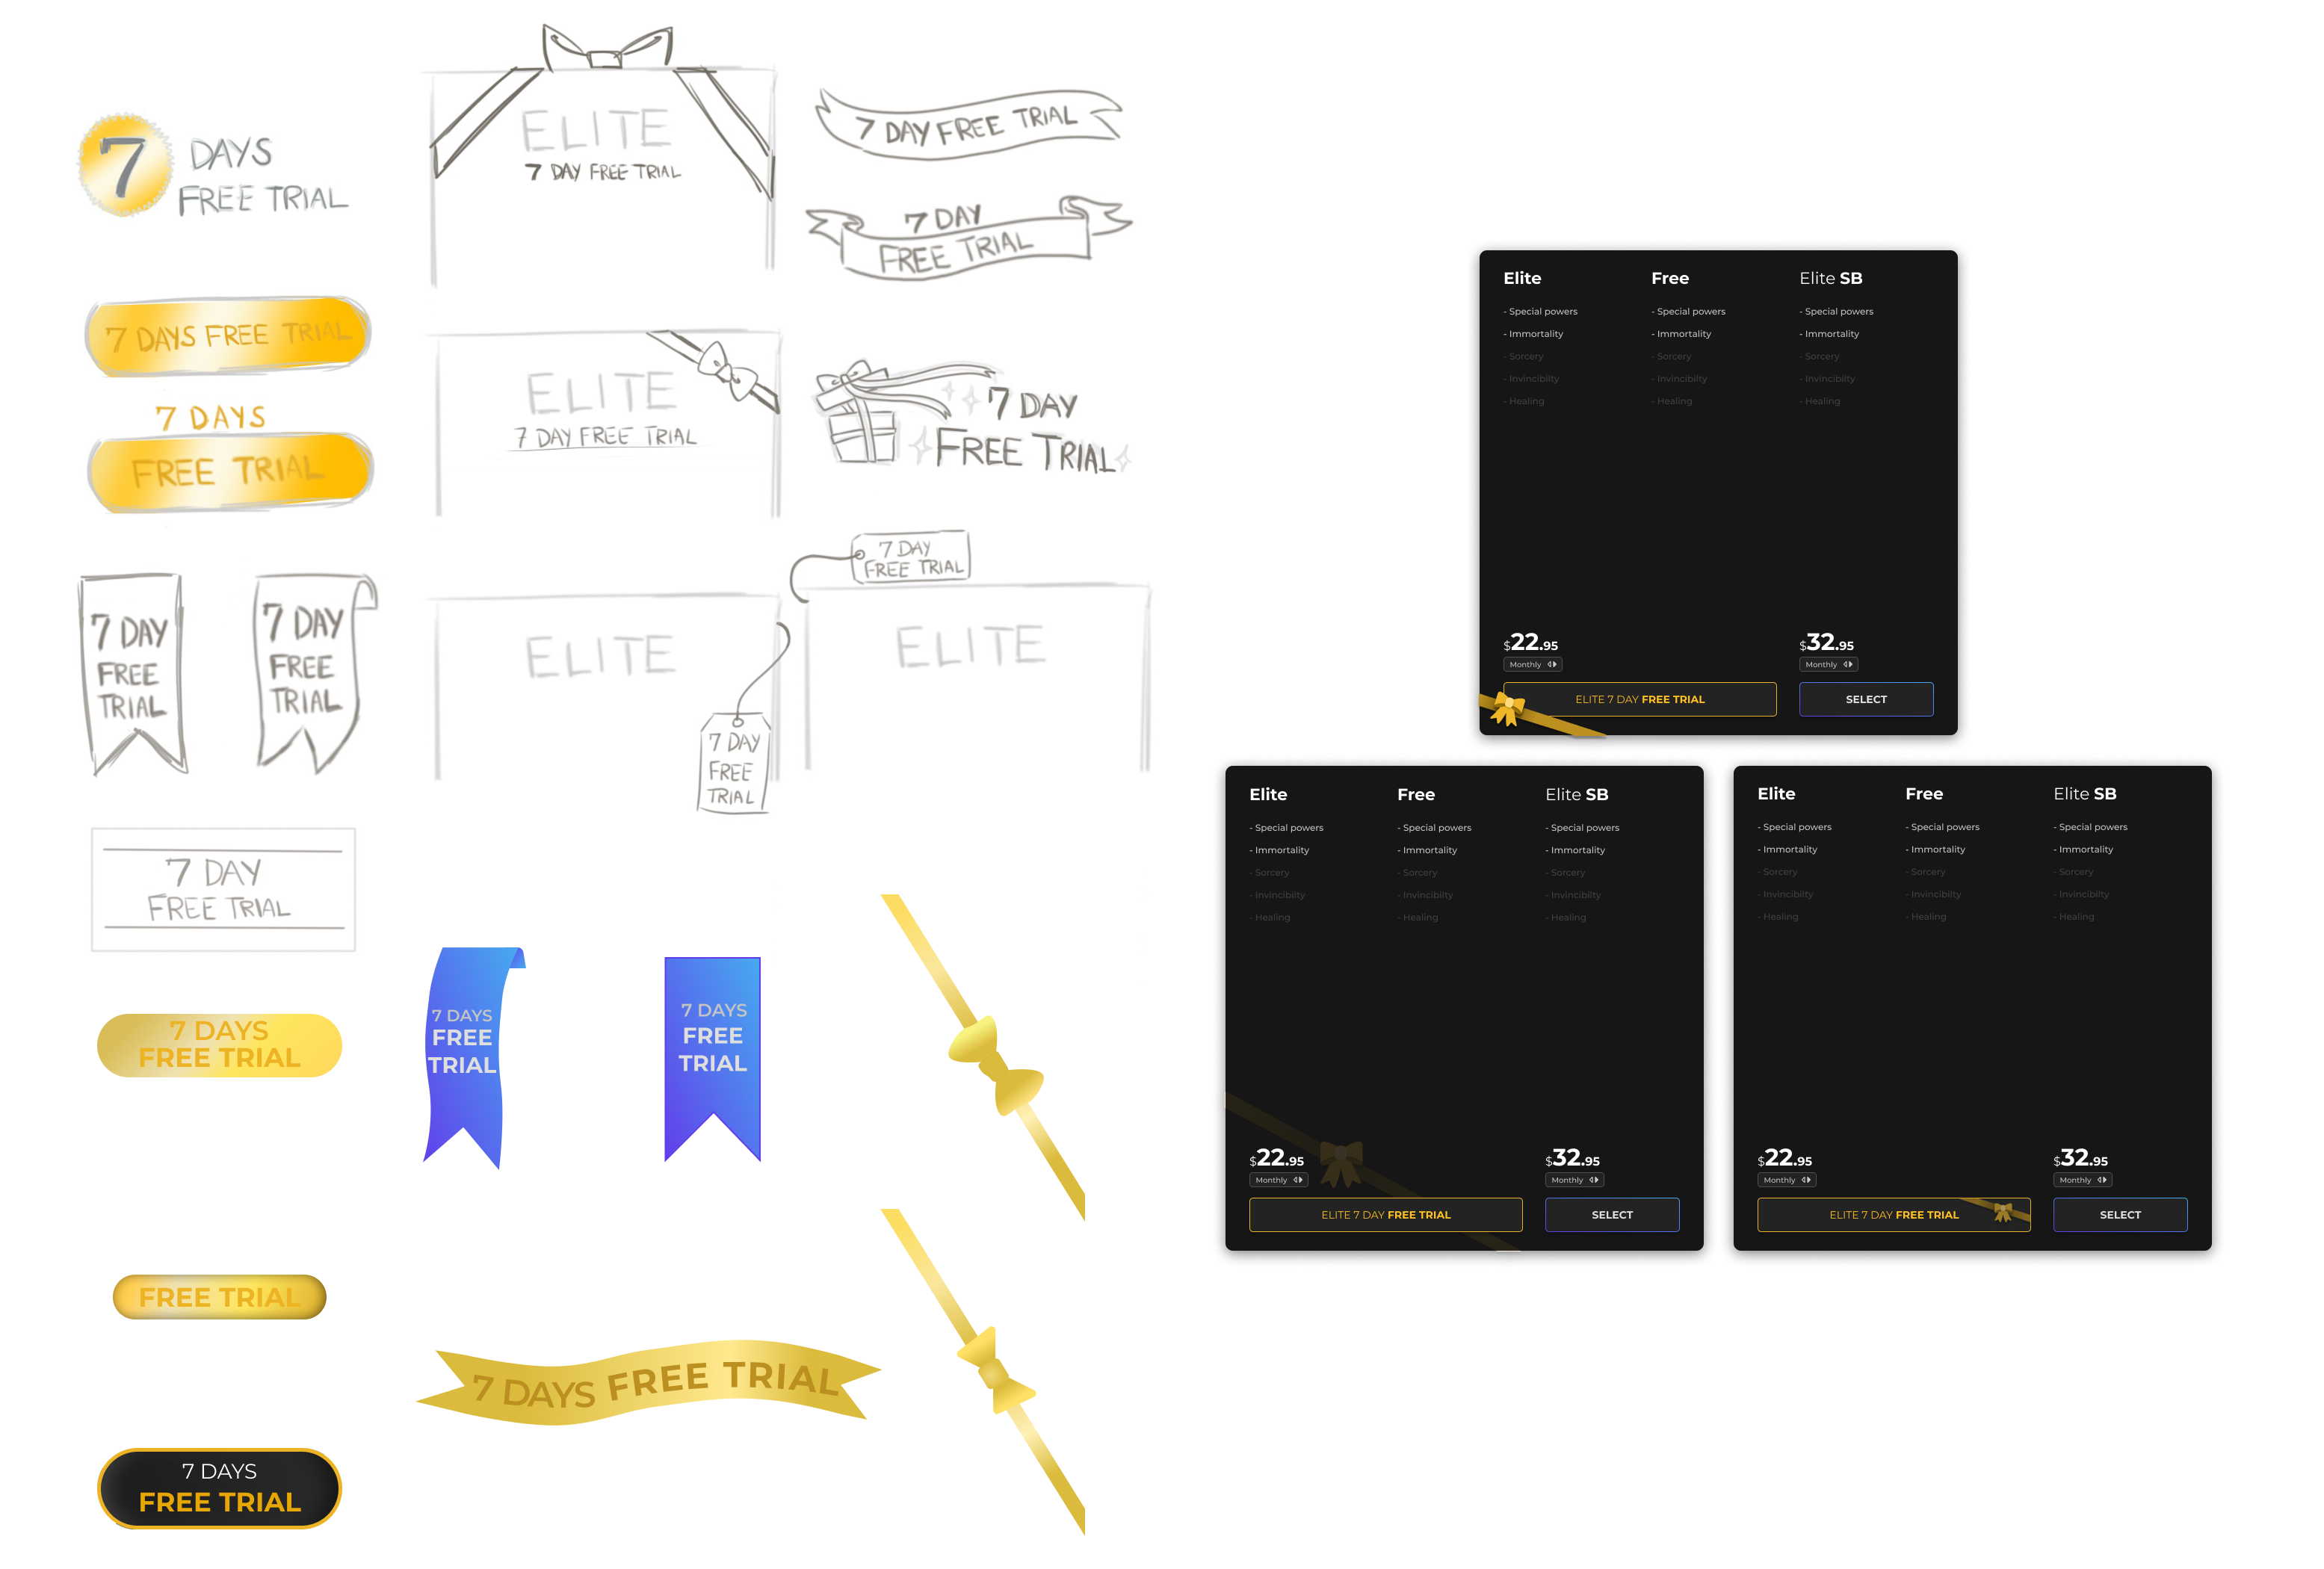 7 DAYS
FREE TRIAL
7 DAYS FREE TRIAL
7 DAYS
FREE TRIAL
7 DAY
FREE
TRIAL
7 DAY
FREE
TRIAL
7 DAY
FREE TRIAL
7 DAYS
FREE TRIAL
FREE TRIAL
7 DAYS
FREE TRIAL
ELITE
7 DAY FREE TRIAL
ELITE
7 DAY FREE TRIAL
ELITE
7 DAY
FREE
TRIAL
7 DAY FREE TRIAL
7 DAY
FREE TRIAL
7 DAY
FREE TRIAL
7 DAY
FREE TRIAL
ELITE
7 DAYS
FREE
TRIAL
7 DAYS
FREE
TRIAL
7 DAYS FREE TRIAL
Elite Free Elite SB
- Special powers - Special powers - Special powers
- Immortality - Immortality - Immortality
- Sorcery - Sorcery - Sorcery
- Invincibilty - Invincibilty - Invincibilty
- Healing - Healing - Healing
$22.95 $32.95
Monthly Monthly
ELITE 7 DAY FREE TRIAL SELECT
Elite Free Elite SB
- Special powers - Special powers - Special powers
- Immortality - Immortality - Immortality
- Sorcery - Sorcery - Sorcery
- Invincibilty - Invincibilty - Invincibilty
- Healing - Healing - Healing
$22.95 $32.95
Monthly Monthly
ELITE 7 DAY FREE TRIAL SELECT
Elite Free Elite SB
- Special powers - Special powers - Special powers
- Immortality - Immortality - Immortality
- Sorcery - Sorcery - Sorcery
- Invincibilty - Invincibilty - Invincibilty
- Healing - Healing - Healing
$22.95 $32.95
Monthly Monthly
ELITE 7 DAY FREE TRIAL SELECT